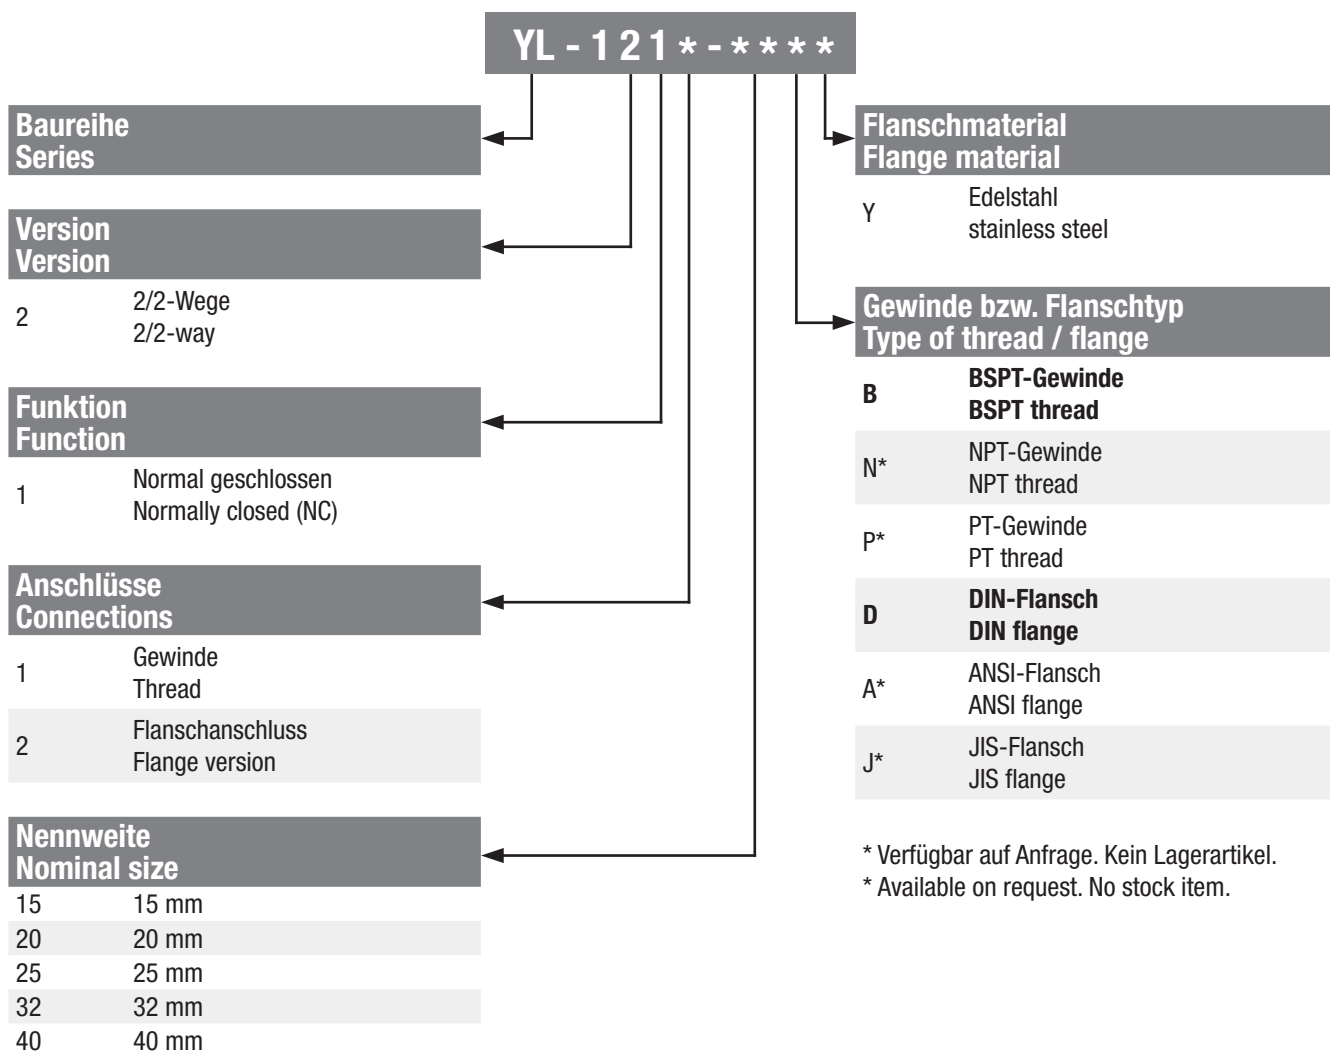 YL - 1 2 1 * - * * * *
Baureihe
Series
Version
Version
2 2/2-Wege
2/2-way
Funktion
Function
1 Normal geschlossen
Normally closed (NC)
Anschlüsse
Connections
1 Gewinde
Thread
2 Flanschanschluss
Flange version
Nennweite
Nominal size
15 15 mm
20 20 mm
25 25 mm
32 32 mm
40 40 mm
Flanschmaterial
Flange material
Y Edelstahl
stainless steel
Gewinde bzw. Flanschtyp
Type of thread / flange
B BSPT-Gewinde
BSPT thread
N* NPT-Gewinde
NPT thread
P* PT-Gewinde
PT thread
D DIN-Flansch
DIN flange
A* ANSI-Flansch
ANSI flange
J* JIS-Flansch
JIS flange
* Verfügbar auf Anfrage. Kein Lagerartikel.
* Available on request. No stock item.